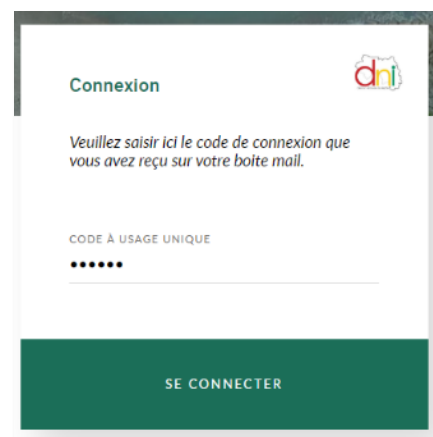 dni
Connexion
Veuillez saisir ici le code de connexion que
vous avez reçu sur votre boite mail.
CODE À USAGE UNIQUE
••••••
SE CONNECTER